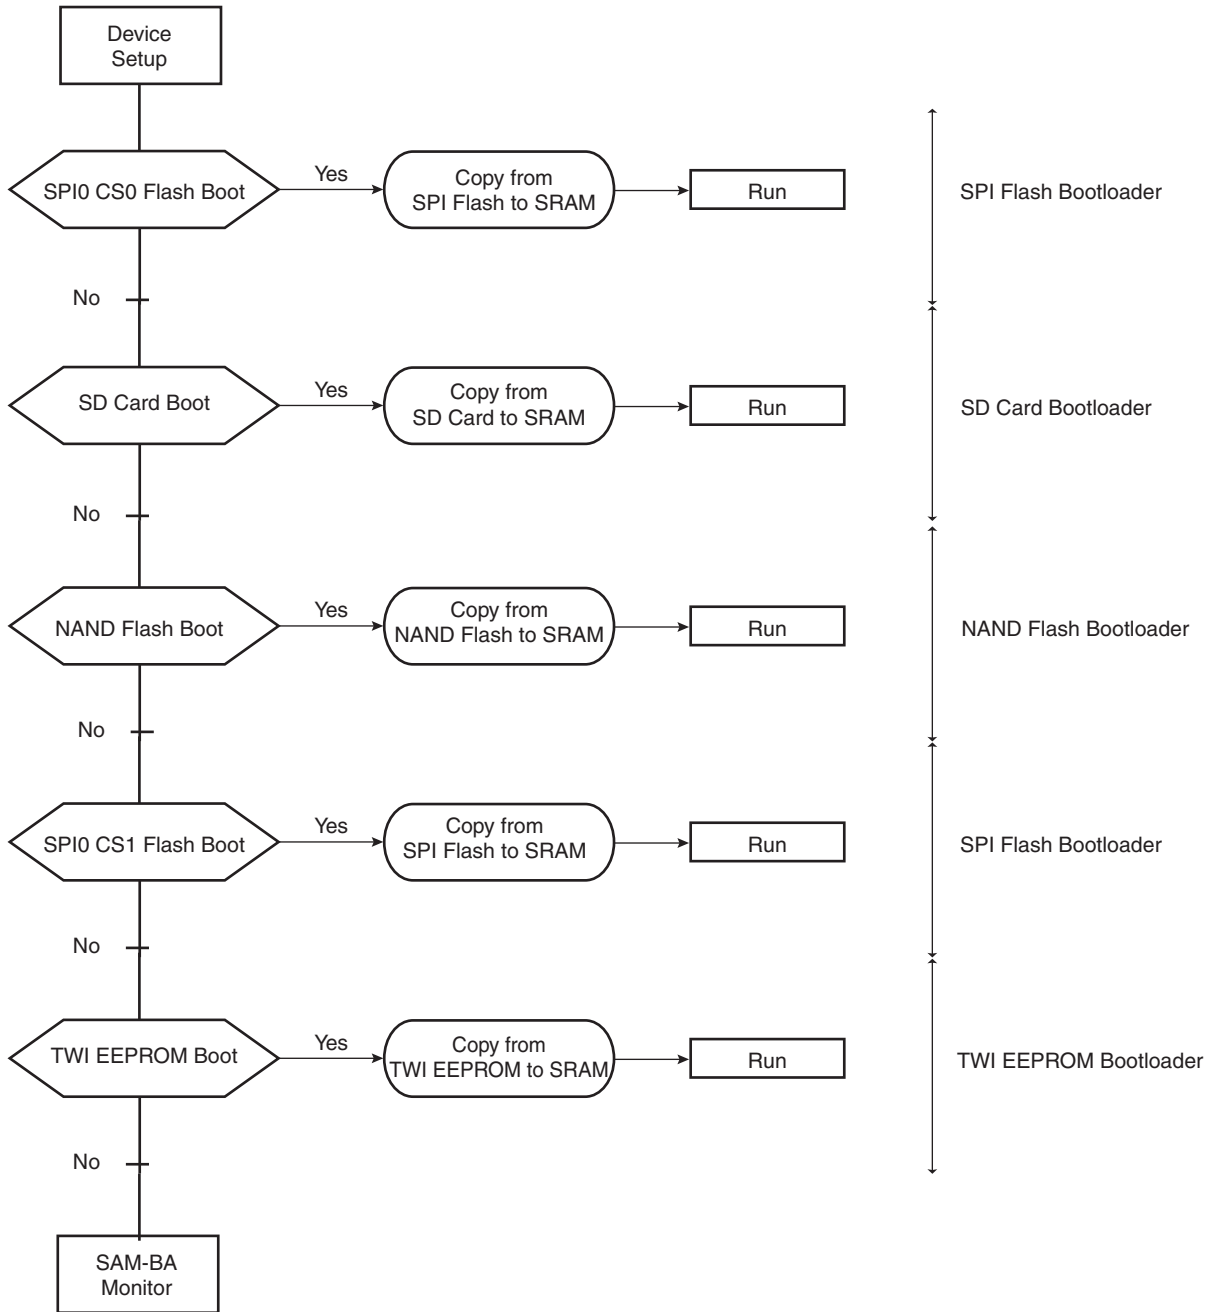 Device
Setup
SPI0 CS0 Flash Boot
Yes
Copy from
SPI Flash to SRAM
Run
SPI Flash Bootloader
No
SD Card Boot
Yes
Copy from
SD Card to SRAM
Run
SD Card Bootloader
No
NAND Flash Boot
Yes
Copy from
NAND Flash to SRAM
Run
NAND Flash Bootloader
No
SPI0 CS1 Flash Boot
Yes
Copy from
SPI Flash to SRAM
Run
SPI Flash Bootloader
No
TWI EEPROM Boot
Yes
Copy from
TWI EEPROM to SRAM
Run
TWI EEPROM Bootloader
No
SAM-BA
Monitor